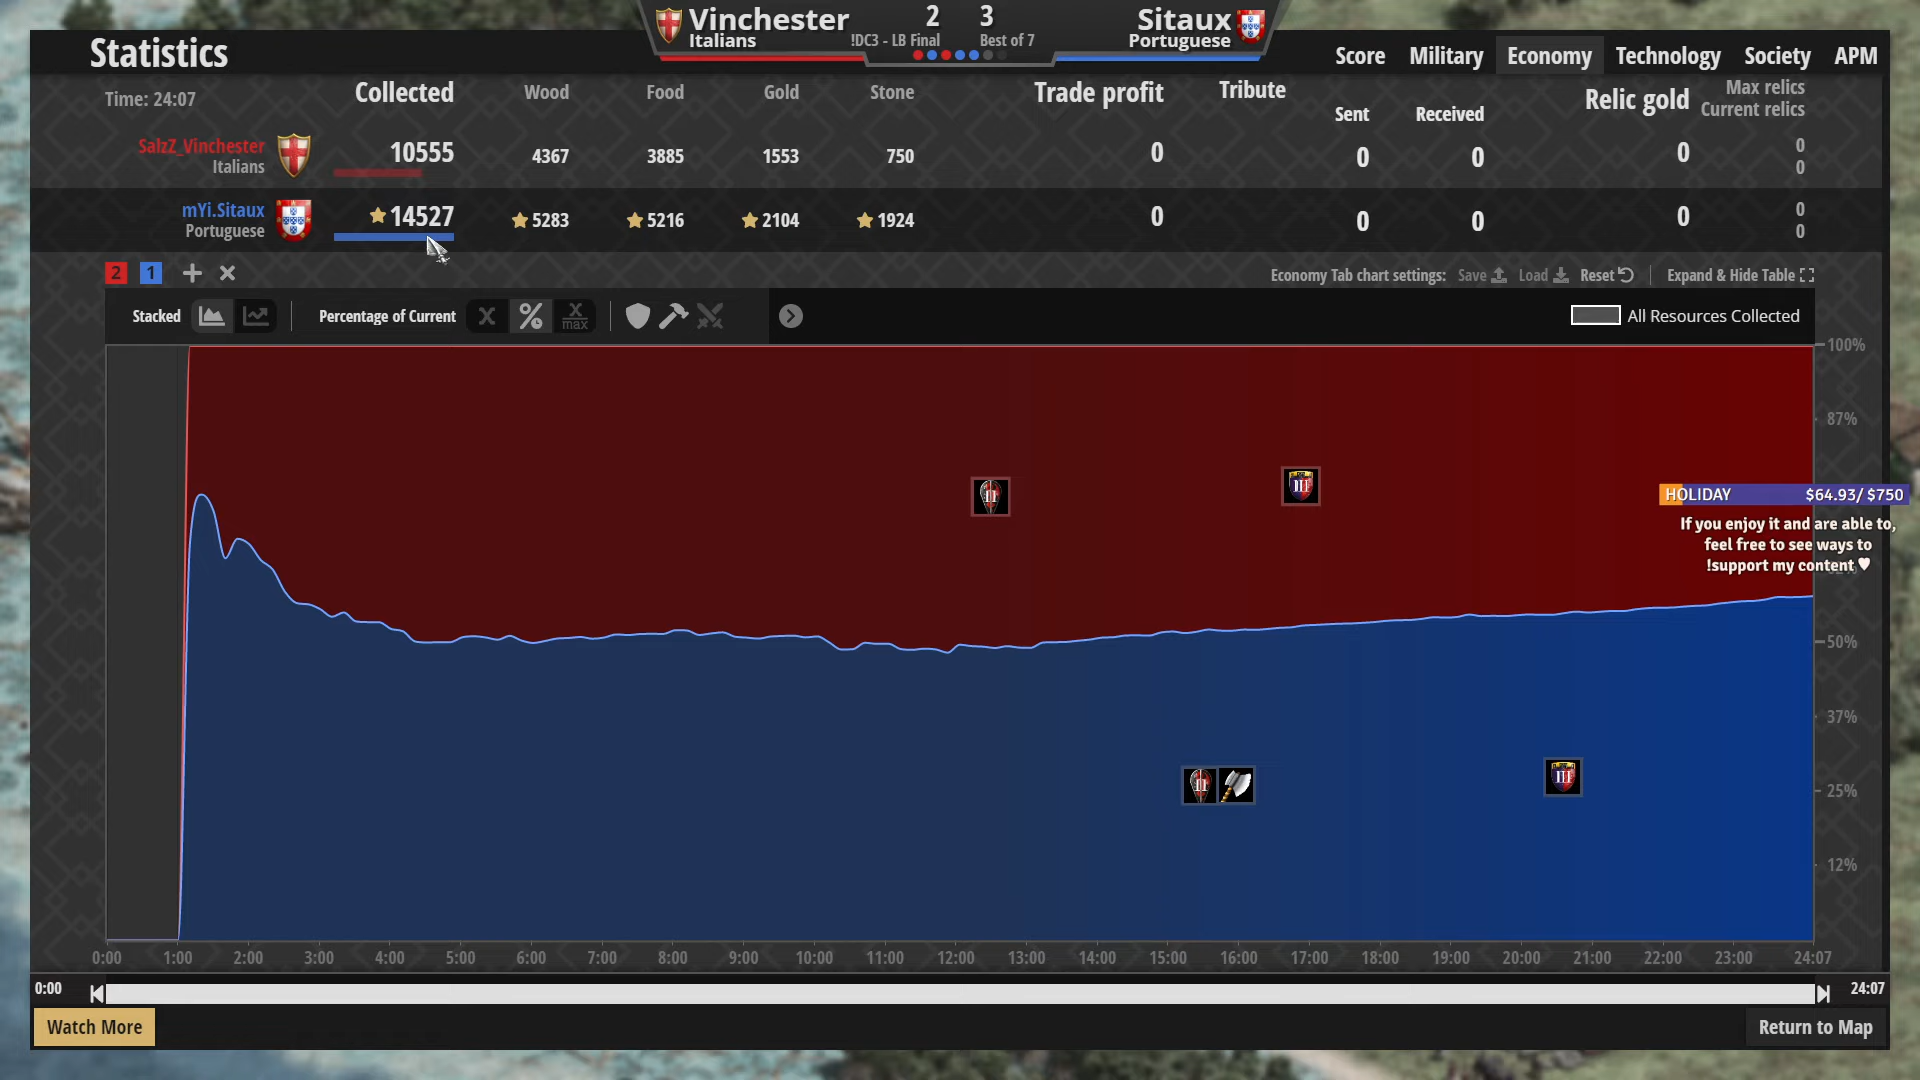 Vinchester
Italians
2 3
!DC3 - LB Final Best of 7
Sitaux
Portuguese
Statistics
Score Military Economy Technology Society APM
Time: 24:07
Collected Wood Food Gold Stone Trade profit Tribute Sent Received Relic gold Max relics
Current relics
SalzZ_Vinchester
Italians
10555 4367 3885 1553 750 0 0 0 0 0
0
mYi.Sitaux
Portuguese
14527 5283 5216 2104 1924 0 0 0 0 0
0
2 1
Economy Tab chart settings: Save Load Reset Expand & Hide Table
Stacked Percentage of Current X % X
max
All Resources Collected
100%
87%
50%
37%
25%
12%
II
III
II
III
HOLIDAY $64.93/ $750
If you enjoy it and are able to,
feel free to see ways to
!support my content ♥
0:00 1:00 2:00 3:00 4:00 5:00 6:00 7:00 8:00 9:00 10:00 11:00 12:00 13:00 14:00 15:00 16:00 17:00 18:00 19:00 20:00 21:00 22:00 23:00 24:07
0:00 24:07
Watch More
Return to Map